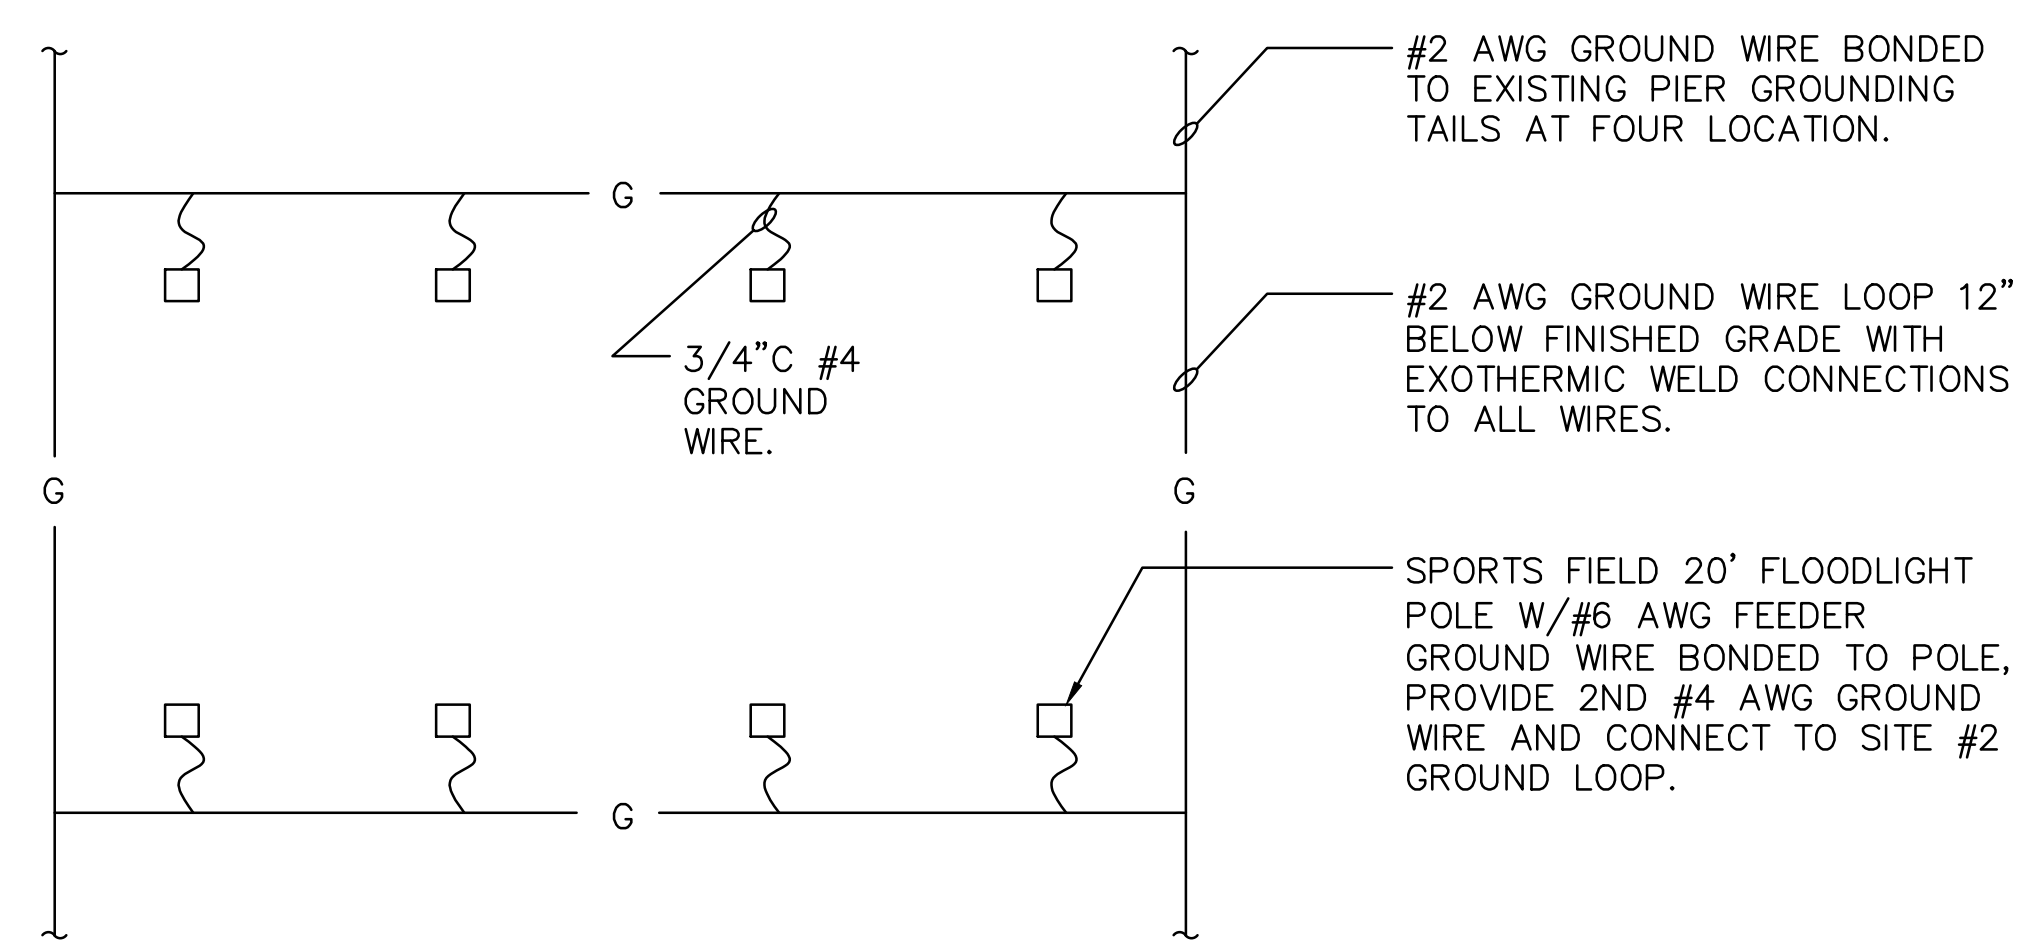 #2 AWG GROUND WIRE BONDED
TO EXISTING PIER GROUNDING
TAILS AT FOUR LOCATION.
G
#2 AWG GROUND WIRE LOOP 12”
BELOW FINISHED GRADE WITH
EXOTHERMIC WELD CONNECTIONS
TO ALL WIRES.
3/4”C #4
GROUND
WIRE.
G
G
SPORTS FIELD 20’ FLOODLIGHT
POLE W/#6 AWG FEEDER
GROUND WIRE BONDED TO POLE,
PROVIDE 2ND #4 AWG GROUND
WIRE AND CONNECT TO SITE #2
GROUND LOOP.
G